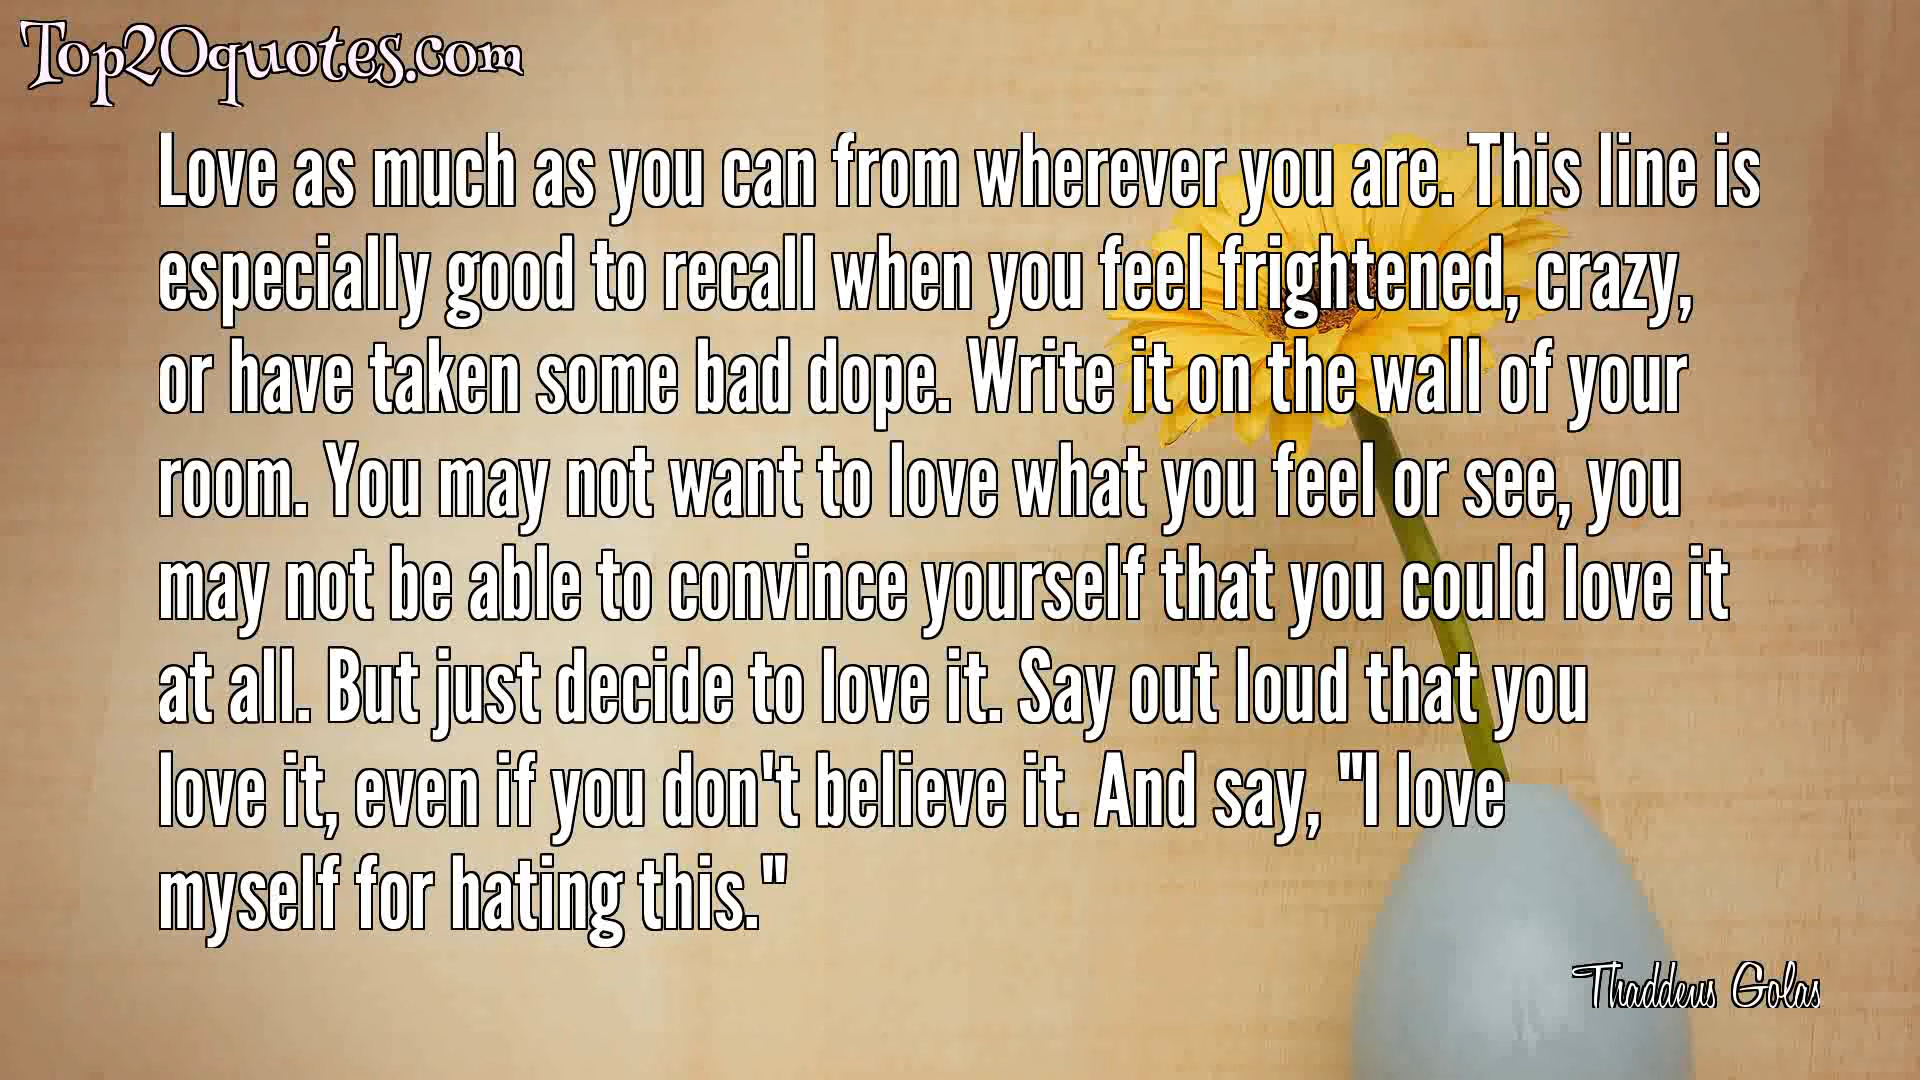 Top20quotes.com
Love as much as you can from wherever you are. This line is
especially good to recall when you feel frightened, crazy,
or have taken some bad dope. Write it on the wall of your
room. You may not want to love what you feel or see, you
may not be able to convince yourself that you could love it
at all. But just decide to love it. Say out loud that you
love it, even if you don't believe it. And say, "I love
myself for hating this."
Thaddeus Golas